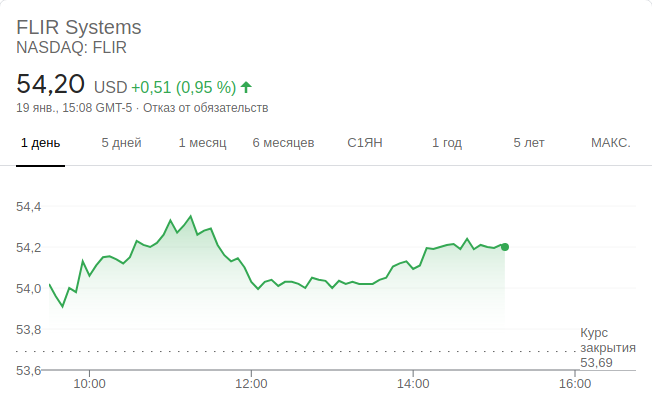 FLIR Systems
NASDAQ: FLIR
54,20 USD +0,51 (0,95 %)
19 янв., 15:08 GMT-5 · Отказ от обязательств
1 день 5 дней 1 месяц 6 месяцев С1ЯН 1 год 5 лет МАКС.
54,4
54,2
54,0
53,8
Курс
закрытия
53,69
53,6
10:00 12:00 14:00 16:00